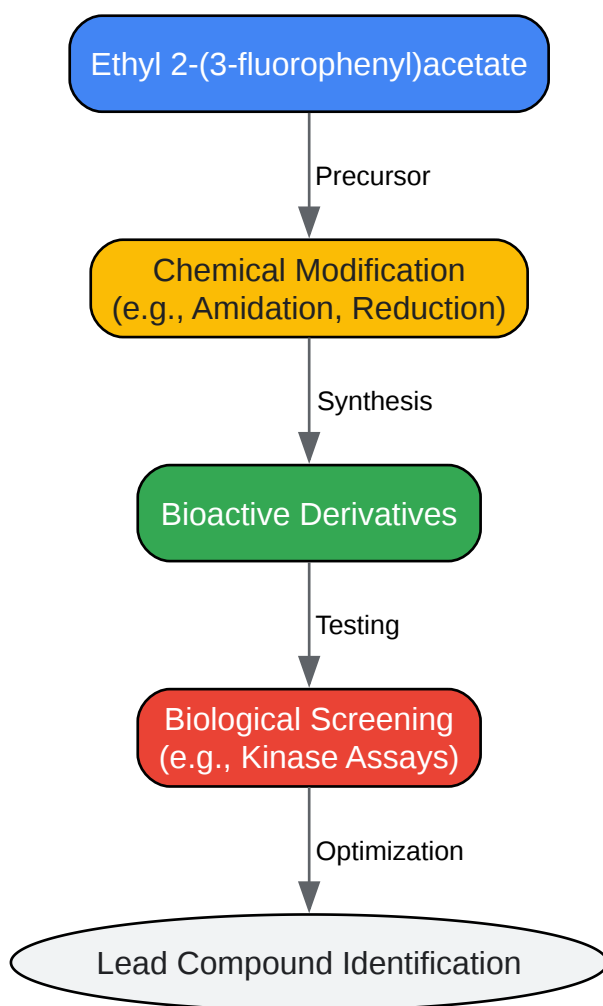 Ethyl 2-(3-fluorophenyl)acetate
Precursor
Chemical Modification
(e.g., Amidation, Reduction)
Synthesis
Bioactive Derivatives
Testing
Biological Screening
(e.g., Kinase Assays)
Optimization
Lead Compound Identification